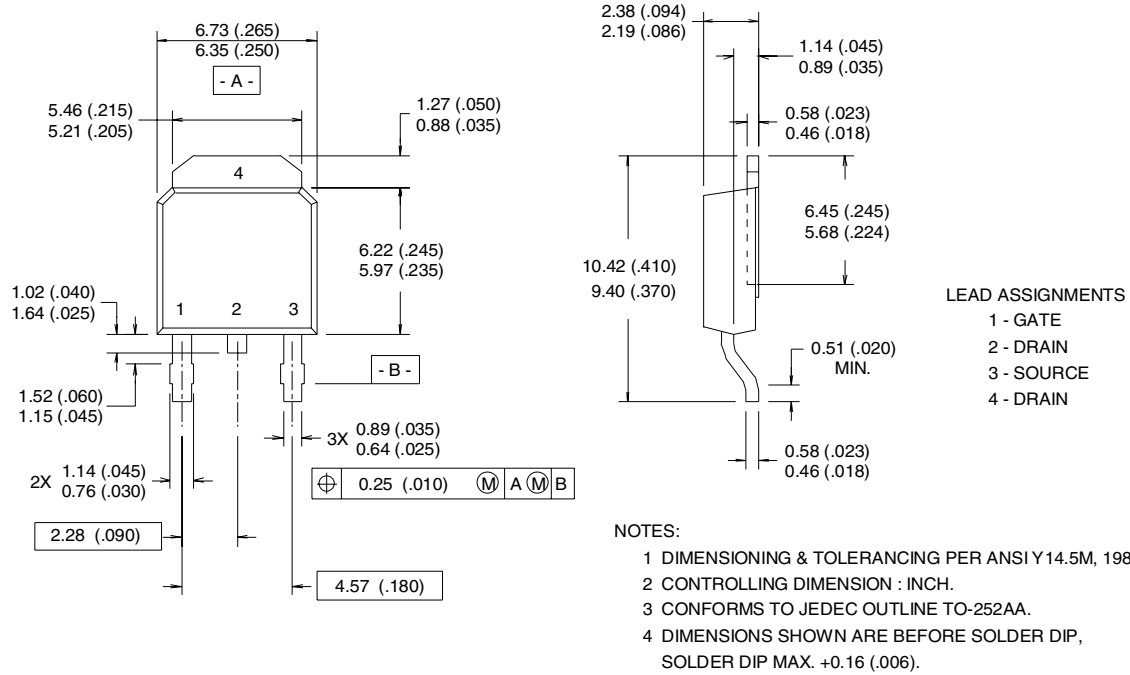 6.73 (.265)
6.35 (.250)
- A -
5.46 (.215)
5.21 (.205)
1.27 (.050)
0.88 (.035)
4
6.22 (.245)
5.97 (.235)
1.02 (.040)
1.64 (.025)
1 2 3
- B -
1.52 (.060)
1.15 (.045)
3X 0.89 (.035)
0.64 (.025)
2X 1.14 (.045)
0.76 (.030)
⌖ 0.25 (.010) Ⓜ A Ⓜ B
2.28 (.090)
4.57 (.180)
2.38 (.094)
2.19 (.086)
1.14 (.045)
0.89 (.035)
0.58 (.023)
0.46 (.018)
6.45 (.245)
5.68 (.224)
10.42 (.410)
9.40 (.370)
0.51 (.020)
MIN.
0.58 (.023)
0.46 (.018)
LEAD ASSIGNMENTS
1 - GATE
2 - DRAIN
3 - SOURCE
4 - DRAIN
NOTES:
1 DIMENSIONING & TOLERANCING PER ANSI Y14.5M, 198
2 CONTROLLING DIMENSION : INCH.
3 CONFORMS TO JEDEC OUTLINE TO-252AA.
4 DIMENSIONS SHOWN ARE BEFORE SOLDER DIP,
SOLDER DIP MAX. +0.16 (.006).